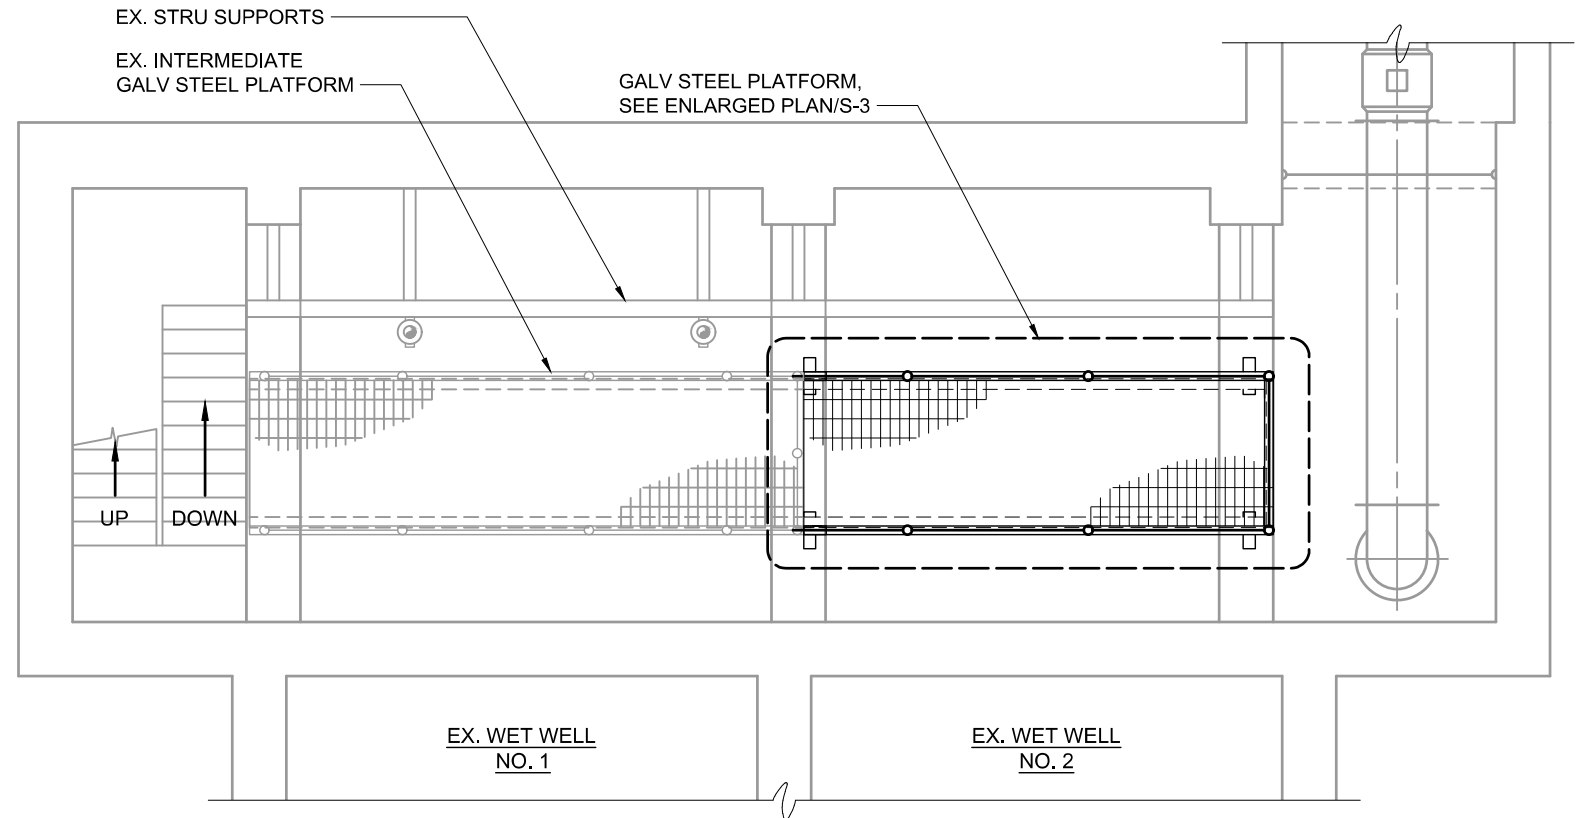 EX. STRU SUPPORTS
EX. INTERMEDIATE
GALV STEEL PLATFORM
GALV STEEL PLATFORM,
SEE ENLARGED PLAN/S-3
UP
DOWN
EX. WET WELL
NO. 1
EX. WET WELL
NO. 2